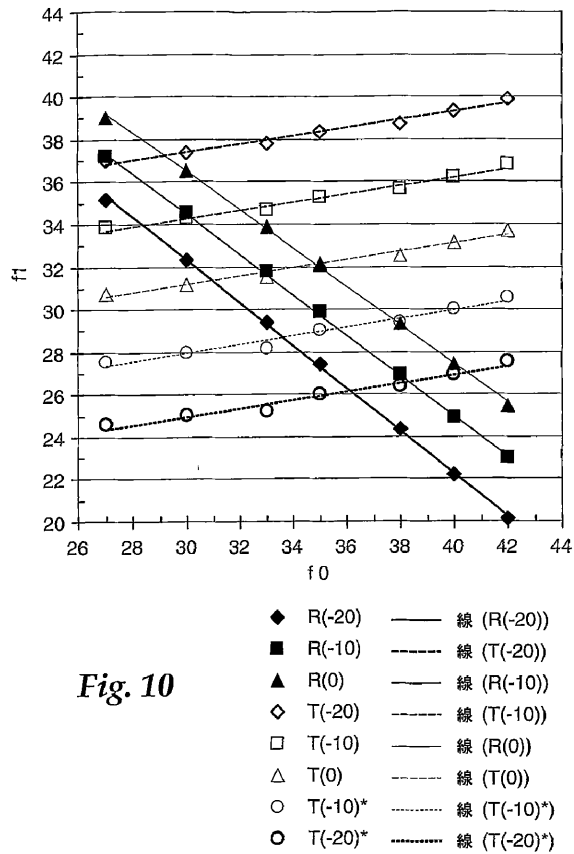 44
42
40
38
36
34
32
30
28
26
24
22
20
f1
26 28 30 32 34 36 38 40 42 44
f0
Fig. 10
R(-20) 線 (R(-20))
R(-10) 線 (T(-20))
R(0) 線 (R(-10))
T(-20) 線 (T(-10))
T(-10) 線 (R(0))
T(0) 線 (T(0))
T(-10)* 線 (T(-10)*)
T(-20)* 線 (T(-20)*)